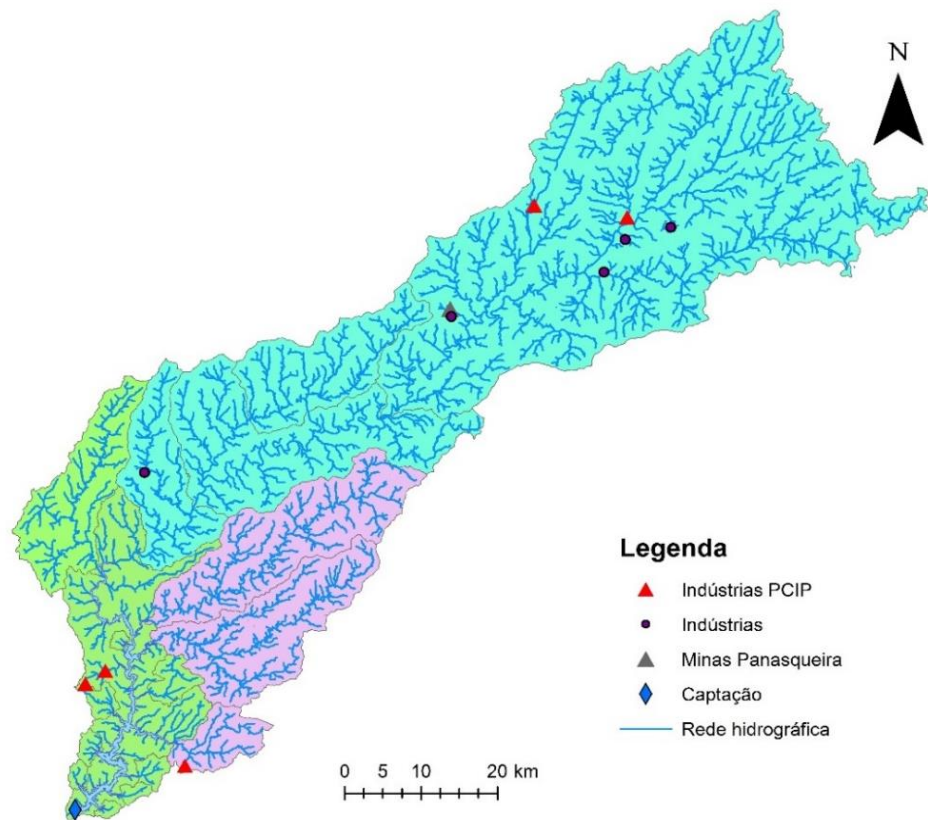 N
Legenda
Indústrias PCIP
Indústrias
Minas Panasqueira
Captação
Rede hidrográfica
0 5 10 20 km